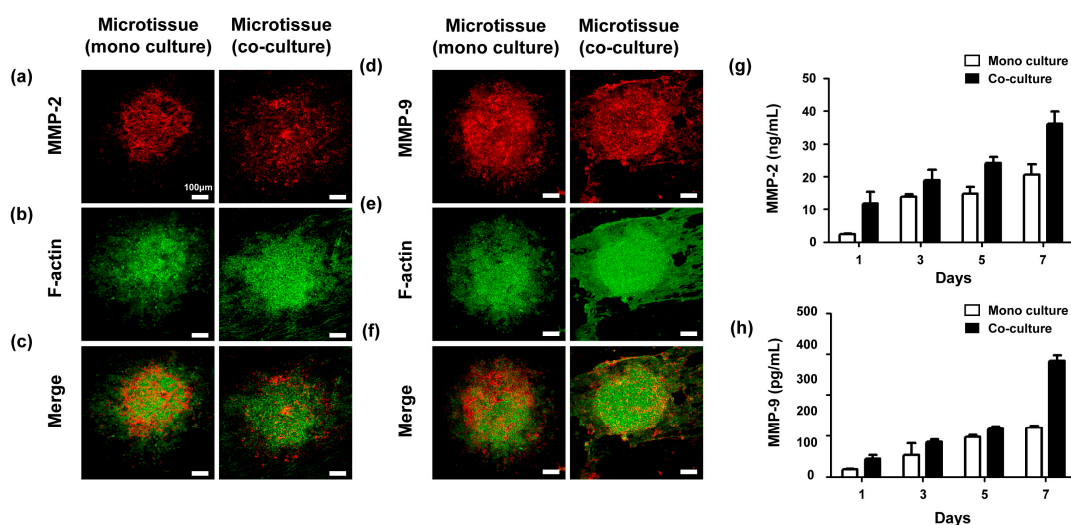 Microtissue
(mono culture)
Microtissue
(co-culture)
Microtissue
(mono culture)
Microtissue
(co-culture)
(a)
MMP-2
100μm
(b)
F-actin
(c)
Merge
(d)
MMP-9
(e)
F-actin
(f)
Merge
(g)
Mono culture
Co-culture
MMP-2 (ng/mL)
50
40
30
20
10
0
1 3 5 7
Days
(h)
Mono culture
Co-culture
MMP-9 (pg/mL)
500
400
300
200
100
0
1 3 5 7
Days